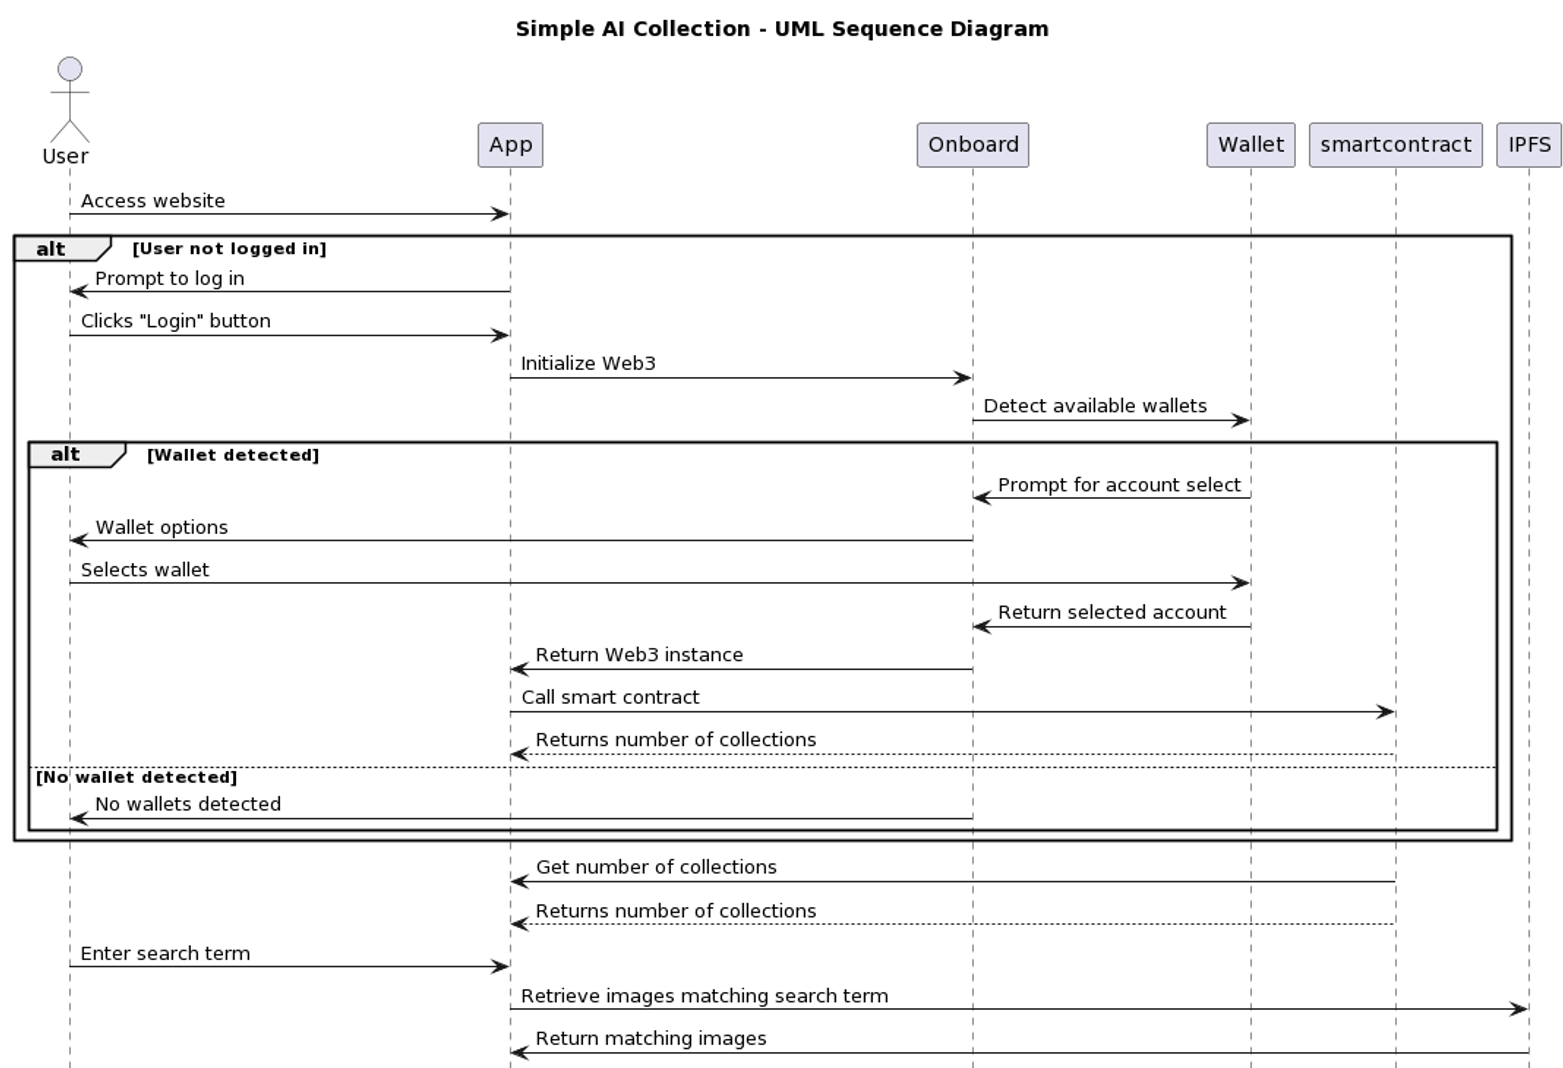 Simple AI Collection - UML Sequence Diagram
User
App
Onboard
Wallet
smartcontract
IPFS
Access website
alt
[User not logged in]
Prompt to log in
Clicks "Login" button
Initialize Web3
Detect available wallets
alt
[Wallet detected]
Prompt for account select
Wallet options
Selects wallet
Return selected account
Return Web3 instance
Call smart contract
Returns number of collections
[No wallet detected]
No wallets detected
Get number of collections
Returns number of collections
Enter search term
Retrieve images matching search term
Return matching images